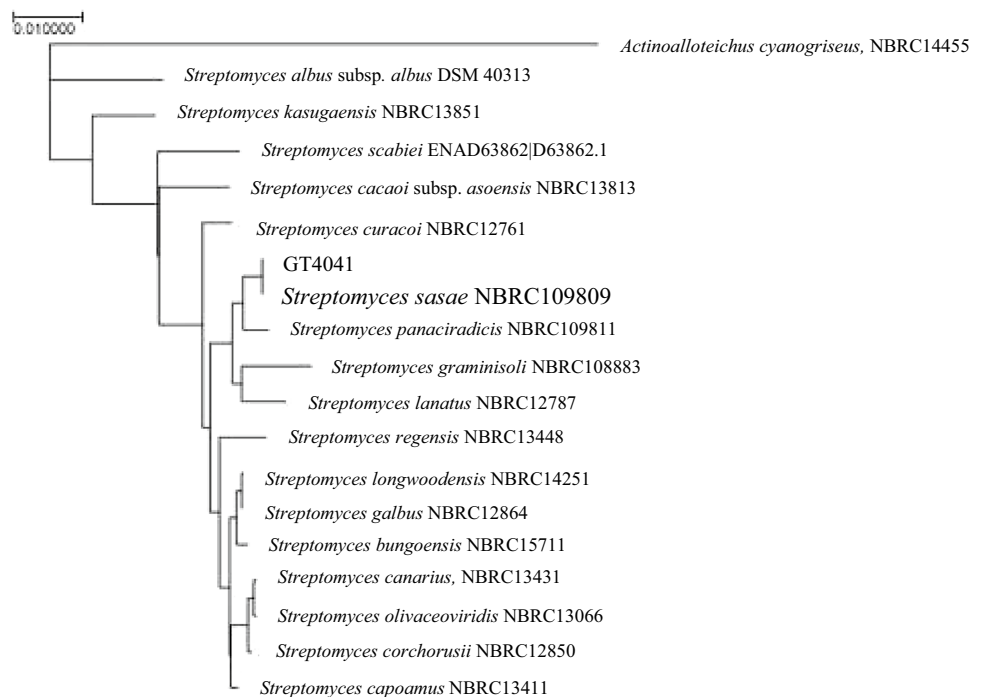 0.010000
Actinoalloteichus cyanogriseus, NBRC14455
Streptomyces albus subsp. albus DSM 40313
Streptomyces kasugaensis NBRC13851
Streptomyces scabiei ENAD63862|D63862.1
Streptomyces cacaoi subsp. asoensis NBRC13813
Streptomyces curacoi NBRC12761
GT4041
Streptomyces sasae NBRC109809
Streptomyces panaciradicis NBRC109811
Streptomyces graminisoli NBRC108883
Streptomyces lanatus NBRC12787
Streptomyces regensis NBRC13448
Streptomyces longwoodensis NBRC14251
Streptomyces galbus NBRC12864
Streptomyces bungoensis NBRC15711
Streptomyces canarius, NBRC13431
Streptomyces olivaceoviridis NBRC13066
Streptomyces corchorusii NBRC12850
Streptomyces capoamus NBRC13411